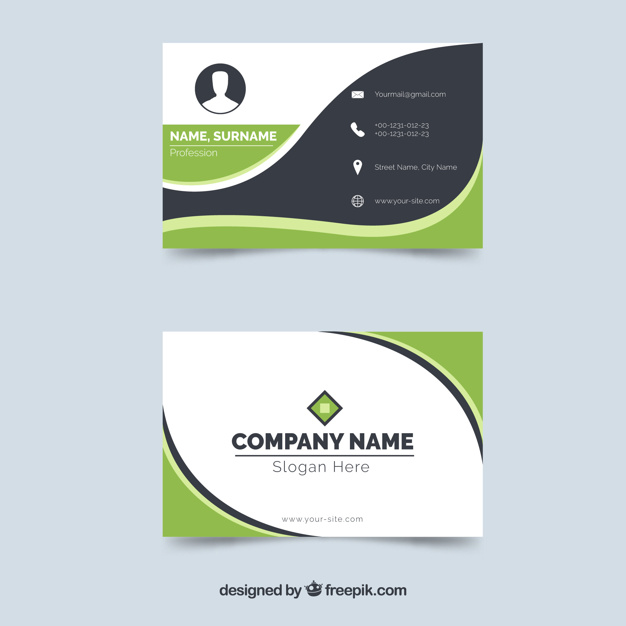 NAME, SURNAME
Profession
Yourmail@gmail.com
+00-1231-012-23
+00-1231-012-23
Street Name, City Name
www.your-site.com
COMPANY NAME
Slogan Here
www.your-site.com
designed by freepik.com